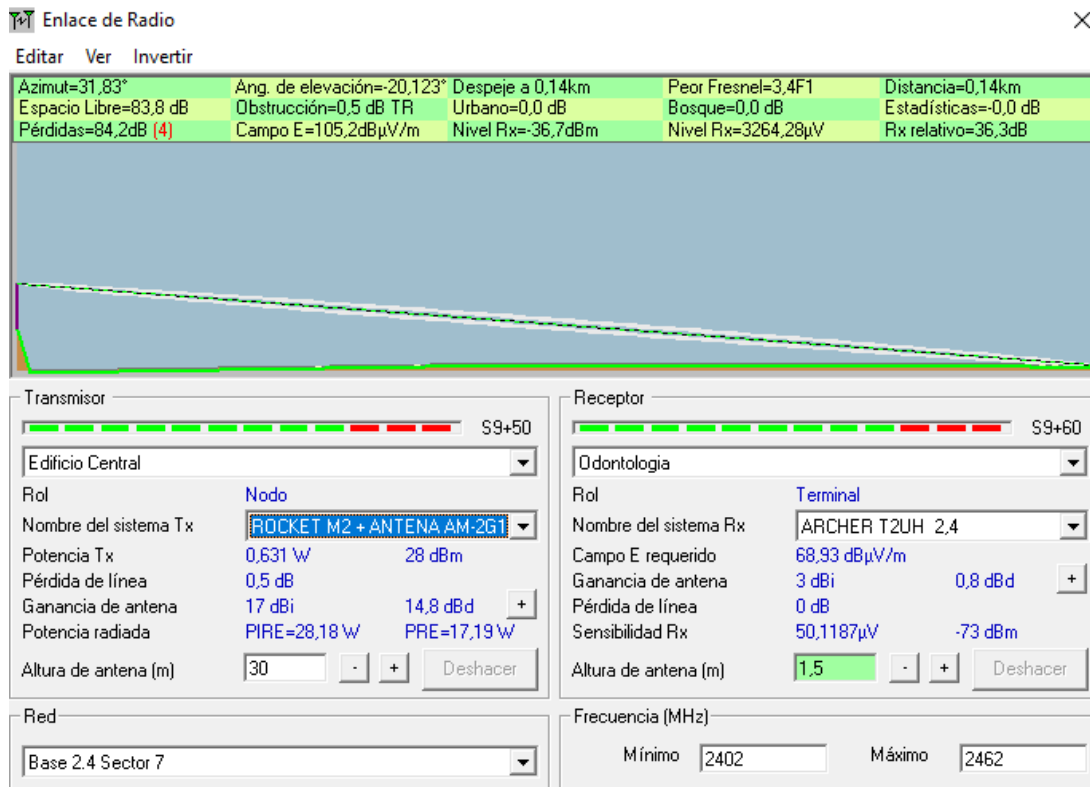 Enlace de Radio
Editar Ver Invertir
Azimut=31,83° Ang. de elevación=-20,123° Despeje a 0,14km Peor Fresnel=3,4F1 Distancia=0,14km
Espacio Libre=83,8 dB Obstrucción=0,5 dB TR Urbano=0,0 dB Bosque=0,0 dB Estadísticas=-0,0 dB
Pérdidas=84,2dB (4) Campo E=105,2dBµV/m Nivel Rx=-36,7dBm Nivel Rx=3264,28µV Rx relativo=36,3dB
Transmisor
S9+50
Edificio Central
Rol Nodo
Nombre del sistema Tx ROCKET M2 + ANTENA AM-2G1
Potencia Tx 0,631 W 28 dBm
Pérdida de línea 0,5 dB
Ganancia de antena 17 dBi 14,8 dBd +
Potencia radiada PIRE=28,18 W PRE=17,19 W
Altura de antena (m) 30 - + Deshacer
Receptor
S9+60
Odontologia
Rol Terminal
Nombre del sistema Rx ARCHER T2UH 2,4
Campo E requerido 68,93 dBµV/m
Ganancia de antena 3 dBi 0,8 dBd +
Pérdida de línea 0 dB
Sensibilidad Rx 50,1187µV -73 dBm
Altura de antena (m) 1,5 - + Deshacer
Red
Base 2.4 Sector 7
Frecuencia (MHz)
Mínimo 2402 Máximo 2462